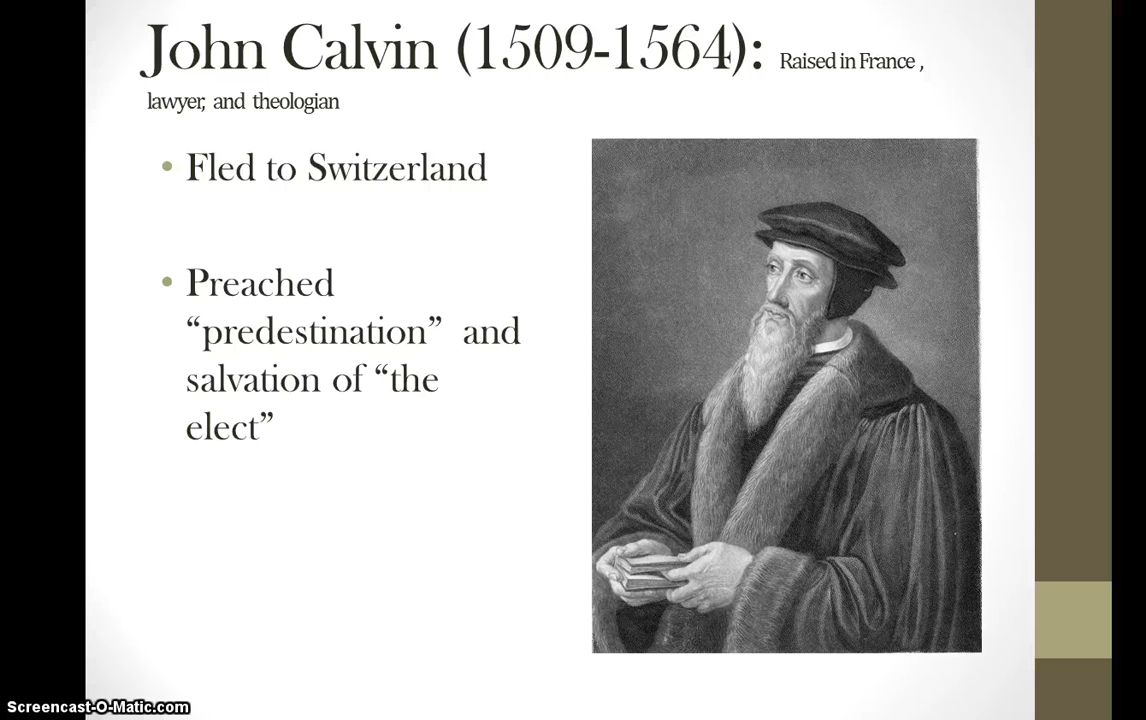 John Calvin (1509-1564): Raised in France ,
lawyer, and theologian
• Fled to Switzerland
• Preached
“predestination” and
salvation of “the
elect”
Screencast-O-Matic.com